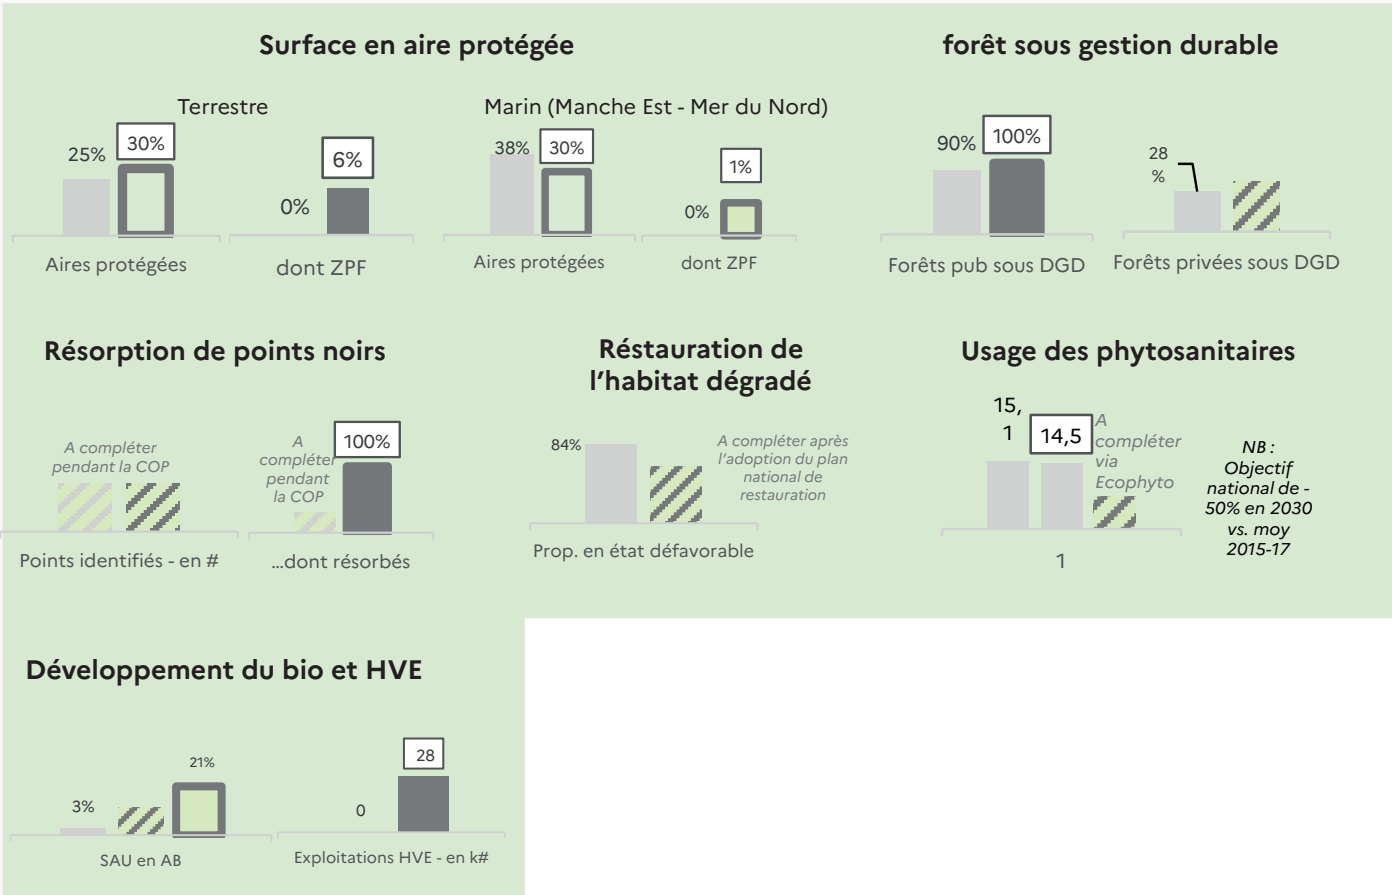 Surface en aire protégée
Terrestre
25%
30%
Aires protégées
6%
0%
dont ZPF
Marin (Manche Est - Mer du Nord)
38%
30%
Aires protégées
1%
0%
dont ZPF
forêt sous gestion durable
90%
100%
Forêts pub sous DGD
28
%
Forêts privées sous DGD
Résorption de points noirs
A compléter
pendant la COP
Points identifiés - en #
A
compléter
pendant
la COP
100%
...dont résorbés
Réstauration de
l'habitat dégradé
84%
A compléter après
l'adoption du plan
national de
restauration
Prop. en état défavorable
Usage des phytosanitaires
15,
1
14,5
A
compléter
via
Ecophyto
1
NB :
Objectif
national de -
50% en 2030
vs. moy
2015-17
Développement du bio et HVE
3%
21%
SAU en AB
0
28
Exploitations HVE - en k#